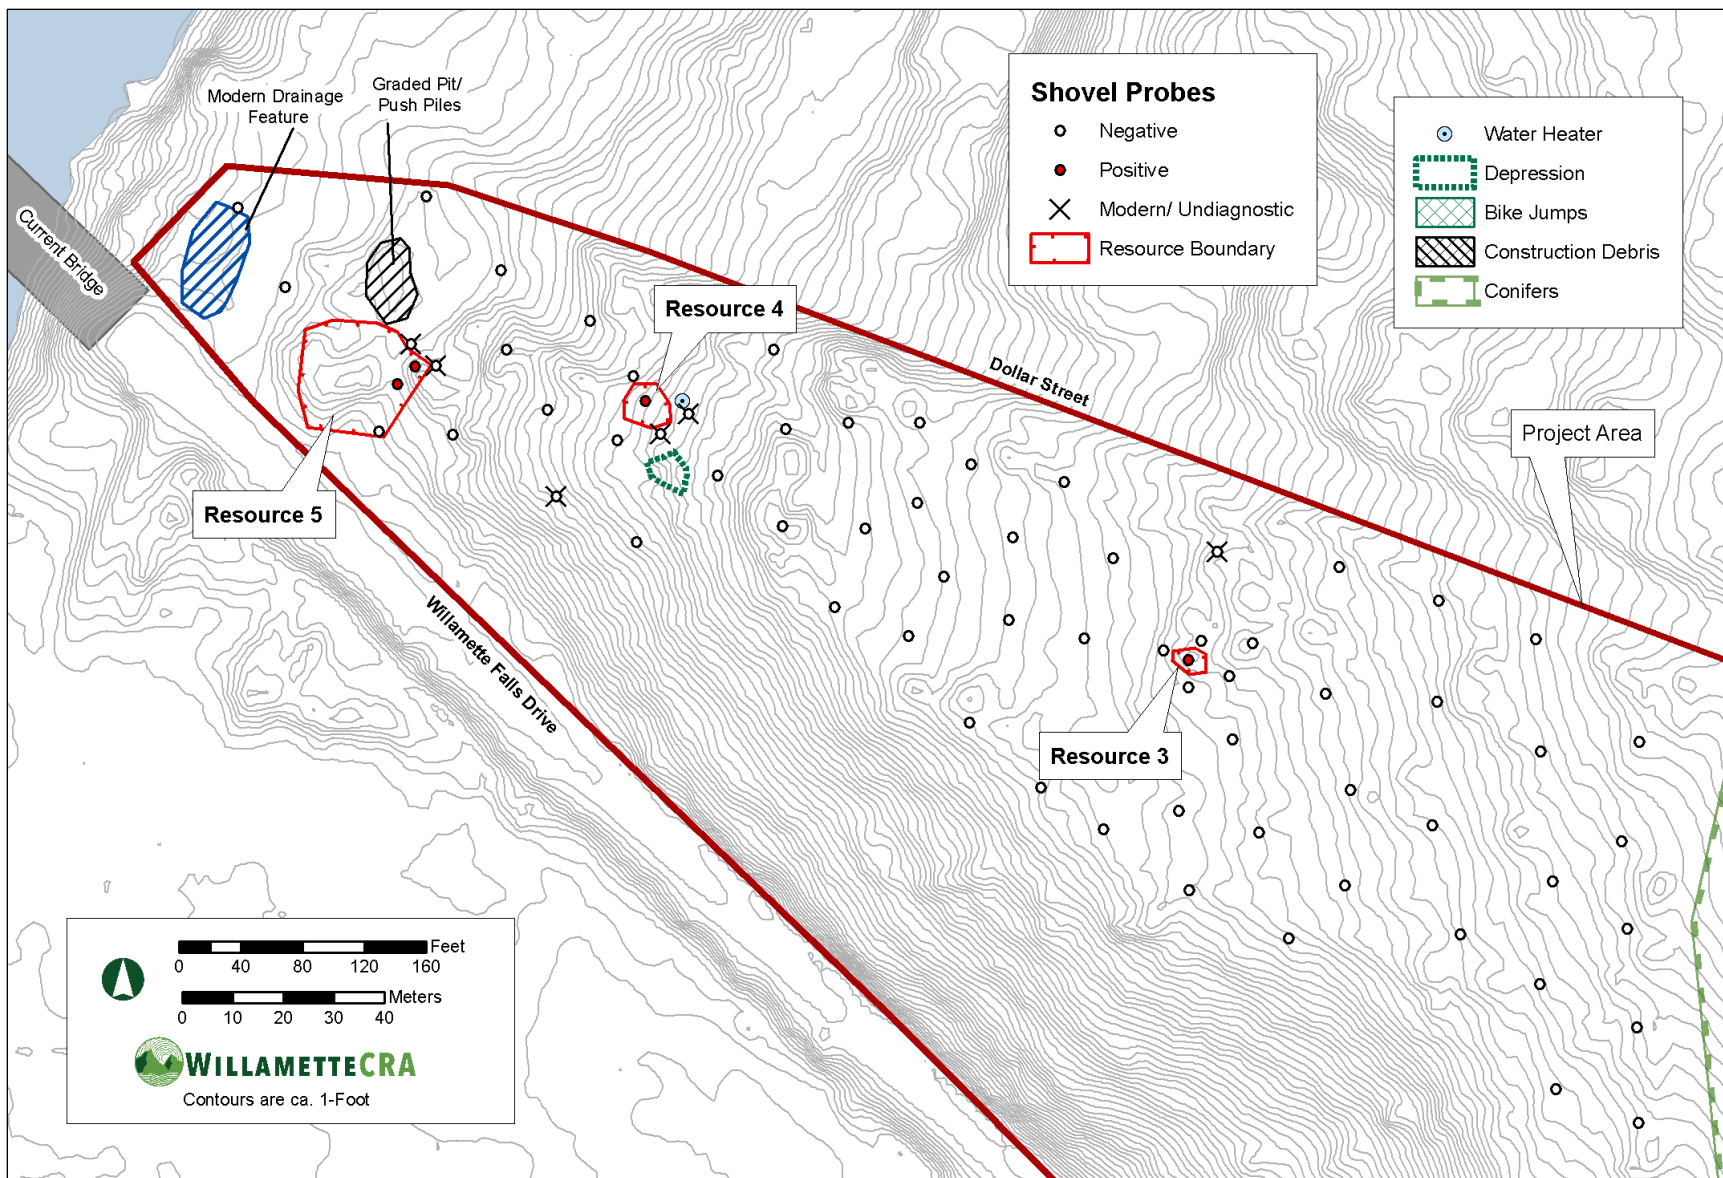 Modern Drainage
Feature
Graded Pit/
Push Piles
Current Bridge
Shovel Probes
Negative
Positive
Modern/ Undiagnostic
Resource Boundary
Water Heater
Depression
Bike Jumps
Construction Debris
Conifers
Resource 4
Dollar Street
Project Area
Resource 5
Willamette Falls Drive
Resource 3
Feet
0 40 80 120 160
Meters
0 10 20 30 40
WILLAMETTECRA
Contours are ca. 1-Foot